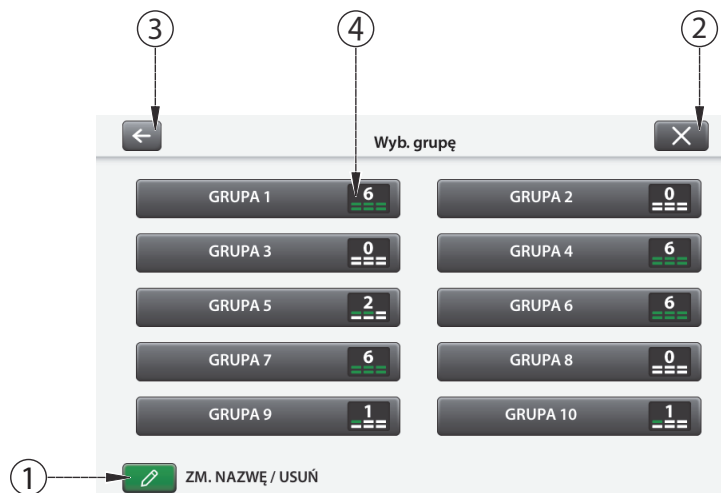 3 4 2
Wyb. grupę
GRUPA 1 6 GRUPA 2 0
GRUPA 3 0 GRUPA 4 6
GRUPA 5 2 GRUPA 6 6
GRUPA 7 6 GRUPA 8 0
GRUPA 9 1 GRUPA 10 1
1 ZM. NAZWĘ / USUŃ